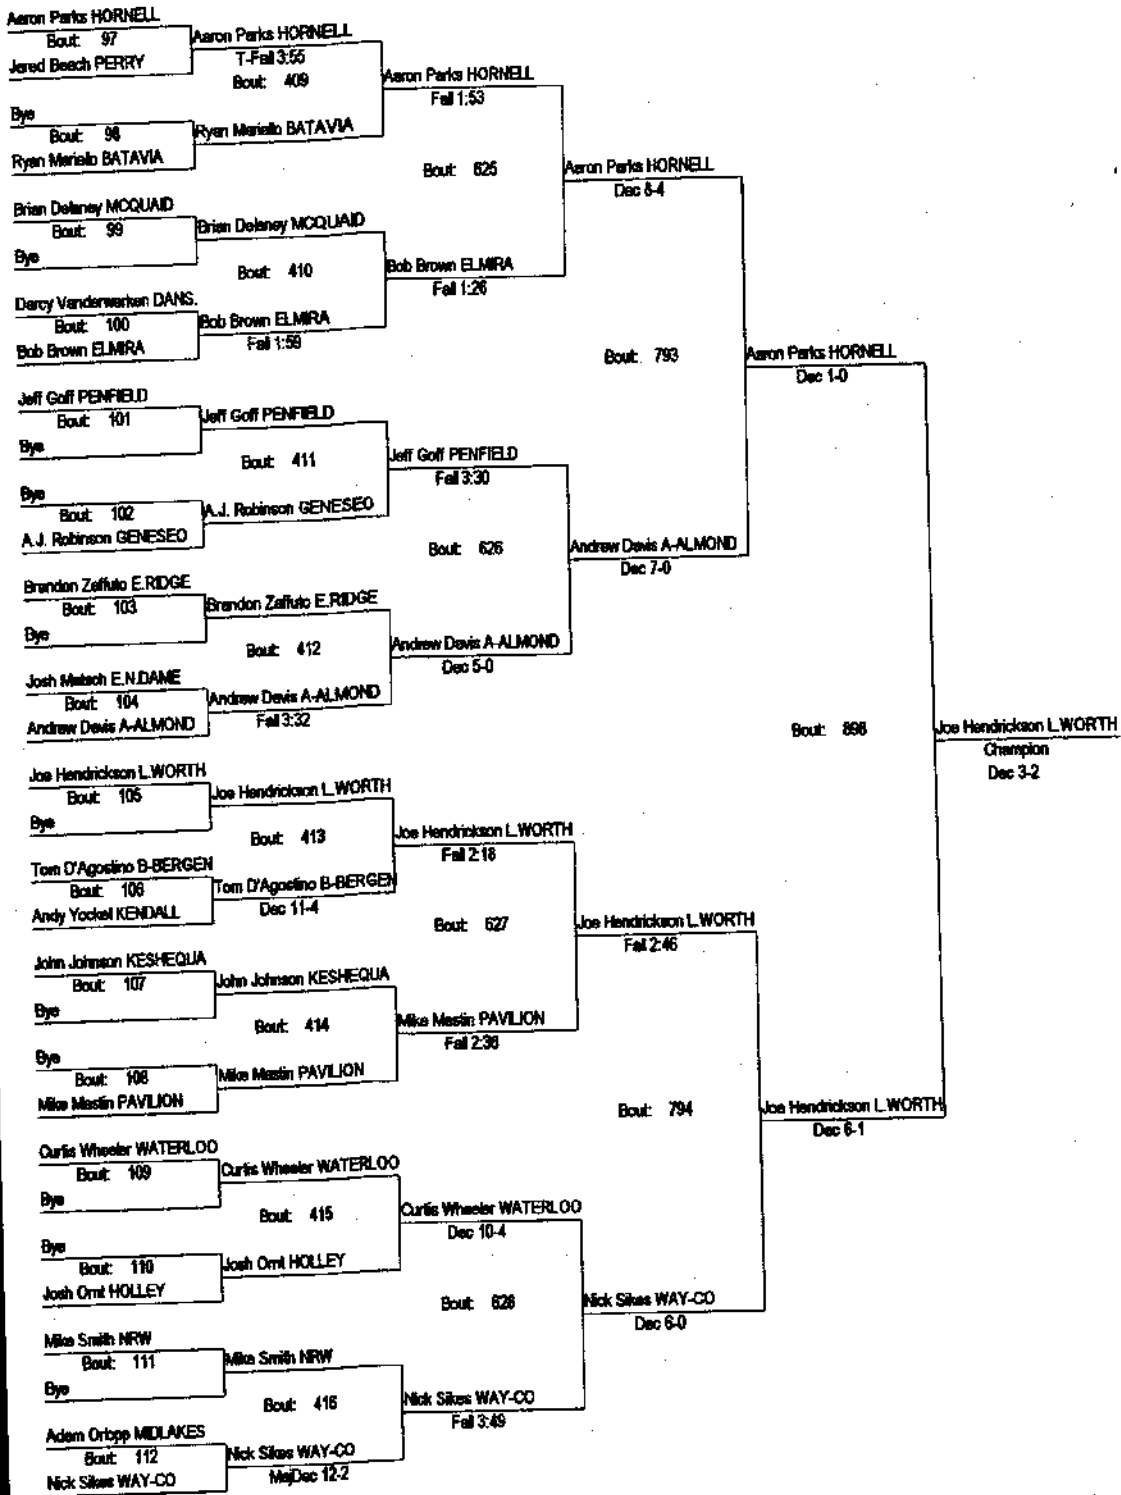 Aaron Parks HORNELL
Bout: 97
Jared Beach PERRY
Bye
Bout: 98
Ryan Mariello BATAVIA
Brian Delaney MCQUAID
Bout: 99
Bye
Darcy Vanderwerken DANS.
Bout: 100
Bob Brown ELMIRA
Jeff Goff PENFIELD
Bout: 101
Bye
Bye
Bout: 102
A.J. Robinson GENESEO
Brandon Zaffuto E.RIDGE
Bout: 103
Bye
Josh Matsch E.N.DAME
Bout: 104
Andrew Davis A-ALMOND
Joe Hendrickson L.WORTH
Bout: 105
Bye
Tom D'Agostino B-BERGEN
Bout: 106
Andy Yockel KENDALL
John Johnson KESHEQUA
Bout: 107
Bye
Bye
Bout: 108
Mike Mastin PAVILION
Curtis Wheeler WATERLOO
Bout: 109
Bye
Bye
Bout: 110
Josh Ornt HOLLEY
Mike Smith NRW
Bout: 111
Bye
Adam MIDLAKES
Bout: 112
Nick Sikes WAY-CO
Aaron Parks HORNELL
T-Fall 3:55
Bout: 409
Ryan Mariello BATAVIA
Brian Delaney MCQUAID
Bout: 410
Bob Brown ELMIRA
Fall 1:59
Jeff Goff PENFIELD
Bout: 411
A.J. Robinson GENESEO
Brandon Zaffuto E.RIDGE
Bout: 412
Andrew Davis A-ALMOND
Fall 3:32
Joe Hendrickson L.WORTH
Bout: 413
Tom D'Agostino B-BERGEN
Dec 11-4
John Johnson KESHEQUA
Bout: 414
Mike Mastin PAVILION
Curtis Wheeler WATERLOO
Bout: 415
Josh Ornt HOLLEY
Mike Smith NRW
Bout: 416
Nick Sikes WAY-CO
MajDec 12-2
Aaron Parks HORNELL
Fall 1:53
Bout: 625
Bob Brown ELMIRA
Fall 1:26
Jeff Goff PENFIELD
Fall 3:30
Bout: 626
Andrew Davis A-ALMOND
Dec 5-0
Joe Hendrickson L.WORTH
Fall 2:18
Bout: 627
Mike Mastin PAVILION
Fall 2:36
Curtis Wheeler WATERLOO
Dec 10-4
Bout: 628
Nick Sikes WAY-CO
Fall 3:49
Aaron Parks HORNELL
Dec
Bout: 793
Andrew Davis A-ALMOND
Dec 7-0
Joe Hendrickson L.WORTH
Fall 2:46
Bout: 794
Nick Sikes WAY-CO
Dec 6-0
Aaron Parks HORNELL
Dec 1-0
Bout: 898
Joe Hendrickson L.WORTH
Dec 6-1
Joe Hendrickson L.WORTH
Champion
Dec 3-2